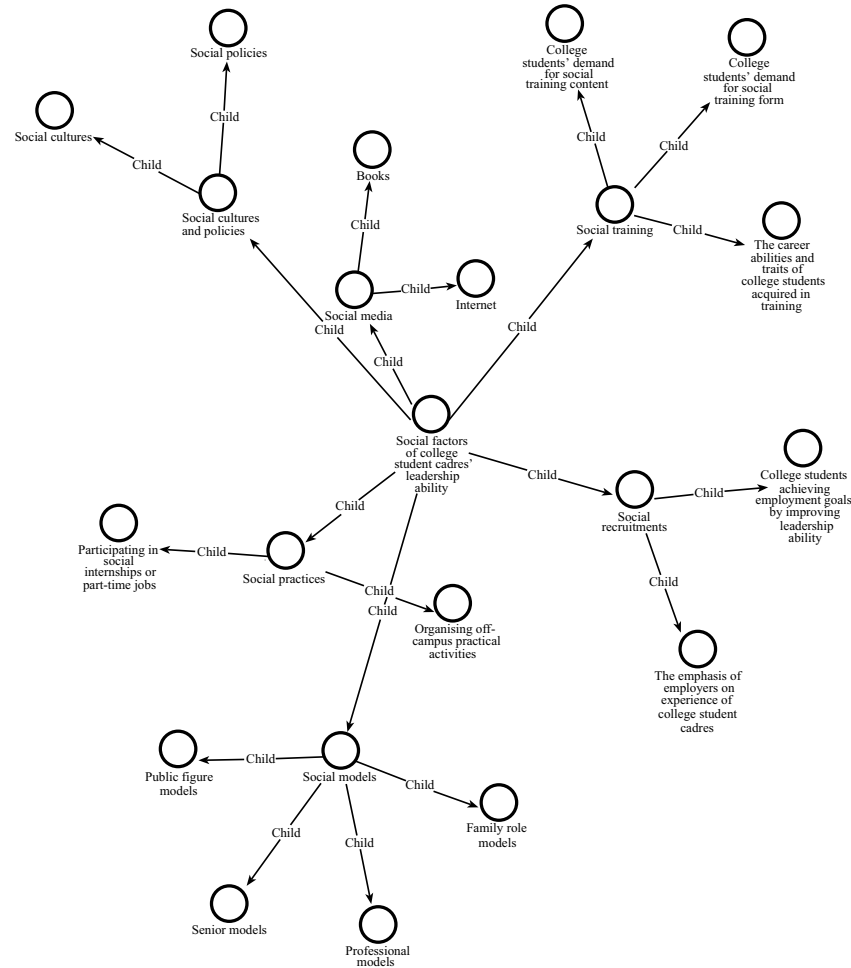 Social policies
Child
Social cultures
Child
Social cultures
and policies
Books
Child
Child
Internet
Social media
Child
Child
College
students’ demand
for social
training content
College
students’ demand
for social
training form
Child
Child
Social training
Child
The career
abilities and
traits of
college students
acquired in
training
Child
Social factors
of college
student cadres’
leadership
ability
Child
Social
recruitments
Child
College students
achieving
employment goals
by improving
leadership
ability
Child
The emphasis of
employers on
experience of
college student
cadres
Child
Social practices
Child
Participating in
social
internships or
part-time jobs
Child
Organising off-
campus practical
activities
Child
Social models
Child
Public figure
models
Child
Family role
models
Child
Senior models
Child
Professional
models